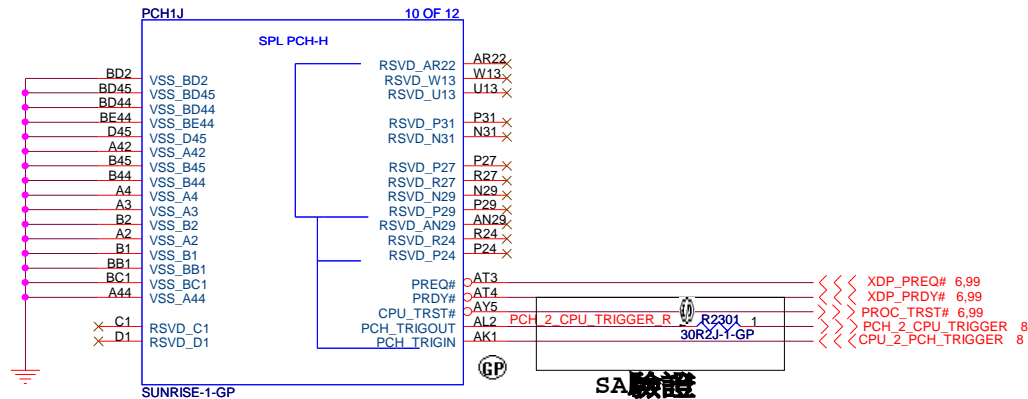 PCH1J 10 OF 12
SPL PCH-H
BD2 VSS_BD2
BD45 VSS_BD45
BD44 VSS_BD44
BE44 VSS_BE44
D45 VSS_D45
A42 VSS_A42
B45 VSS_B45
B44 VSS_B44
A4 VSS_A4
A3 VSS_A3
B2 VSS_B2
A2 VSS_A2
B1 VSS_B1
BB1 VSS_BB1
BC1 VSS_BC1
A44 VSS_A44
C1 RSVD_C1
D1 RSVD_D1
RSVD_AR22 AR22
RSVD_W13 W13
RSVD_U13 U13
RSVD_P31 P31
RSVD_N31 N31
RSVD_P27 P27
RSVD_R27 R27
RSVD_N29 N29
RSVD_P29 P29
RSVD_AN29 AN29
RSVD_R24 R24
RSVD_P24 P24
PREQ# AT3 XDP_PREQ# 6,99
PRDY# AT4 XDP_PRDY# 6,99
CPU_TRST# AY5 PROC_TRST# 6,99
PCH_TRIGOUT AL2 PCH_2_CPU_TRIGGER_R 2 R2301 1 PCH_2_CPU_TRIGGER 8
30R2J-1-GP
PCH_TRIGIN AK1 CPU_2_PCH_TRIGGER 8
GP
SA驗證
SUNRISE-1-GP